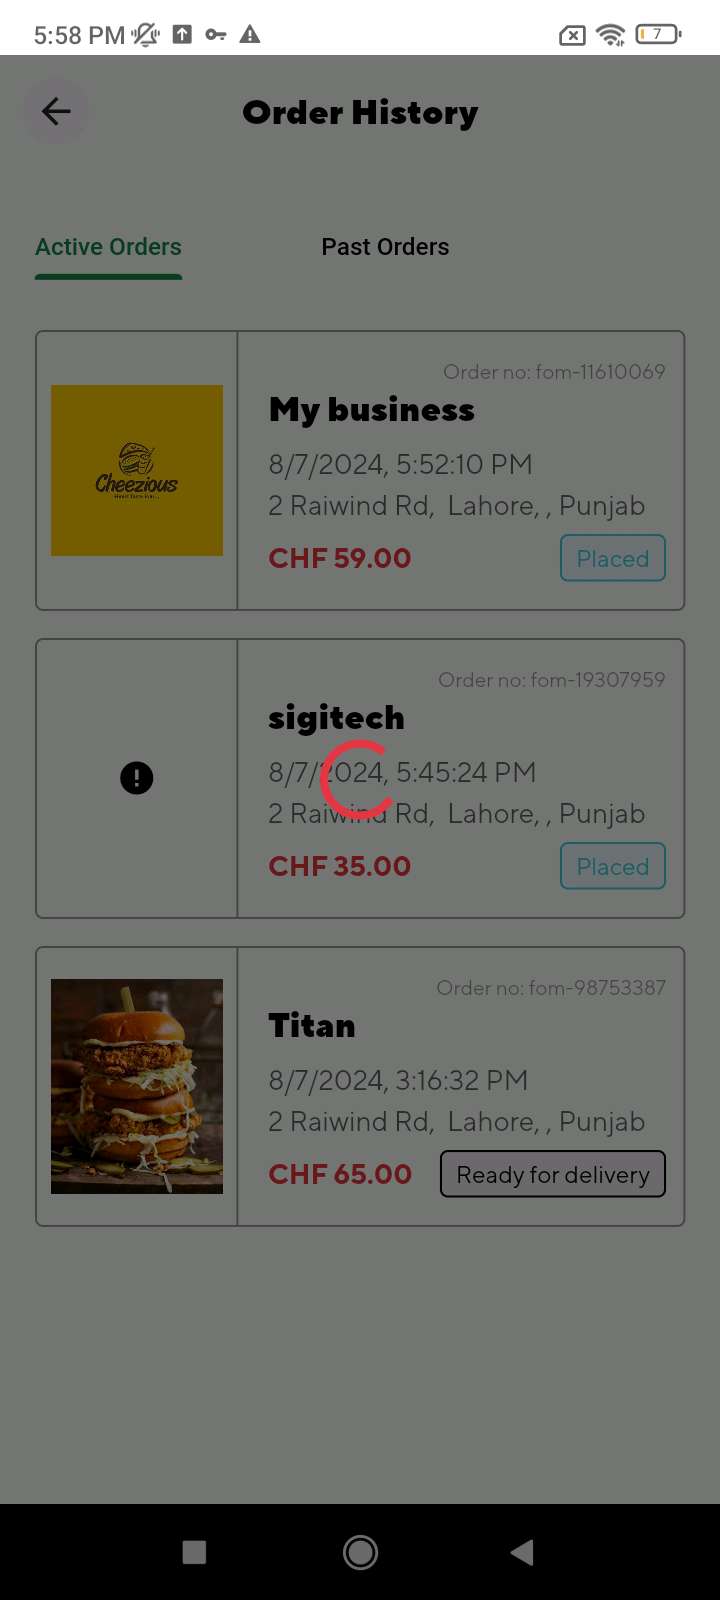 5:58 PM
7
Order History
Active Orders
Past Orders
Order no: fom-11610069
My business
8/7/2024, 5:52:10 PM
2 Raiwind Rd,  Lahore, , Punjab
CHF 59.00
Placed
Cheezious
Order no: fom-19307959
sigitech
8/7/2024, 5:45:24 PM
2 Raiwind Rd,  Lahore, , Punjab
CHF 35.00
Placed
Order no: fom-98753387
Titan
8/7/2024, 3:16:32 PM
2 Raiwind Rd,  Lahore, , Punjab
CHF 65.00
Ready for delivery